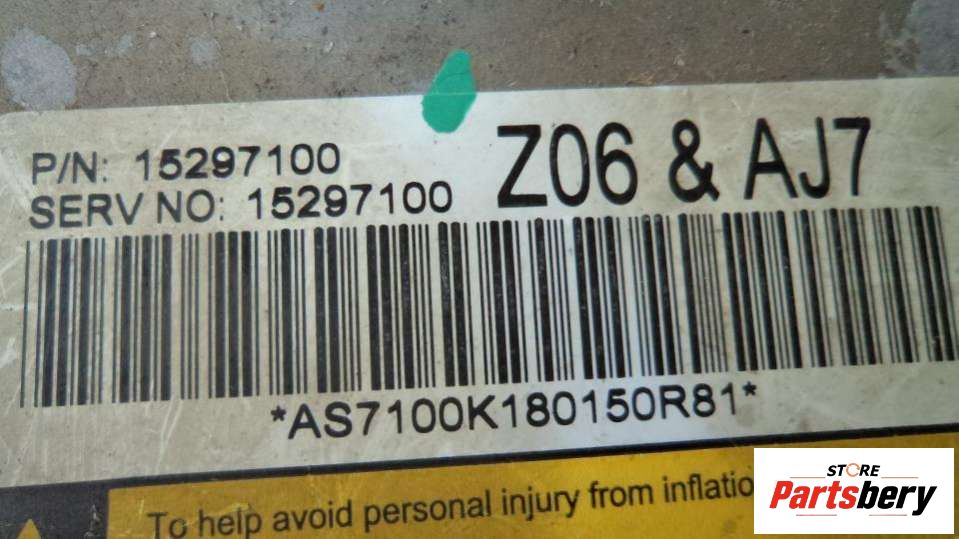 P/N: 15297100
SERV NO: 15297100
Z06 & AJ7
*AS7100K180150R81*
To help avoid personal injury from inflatio
STORE
Partsbery